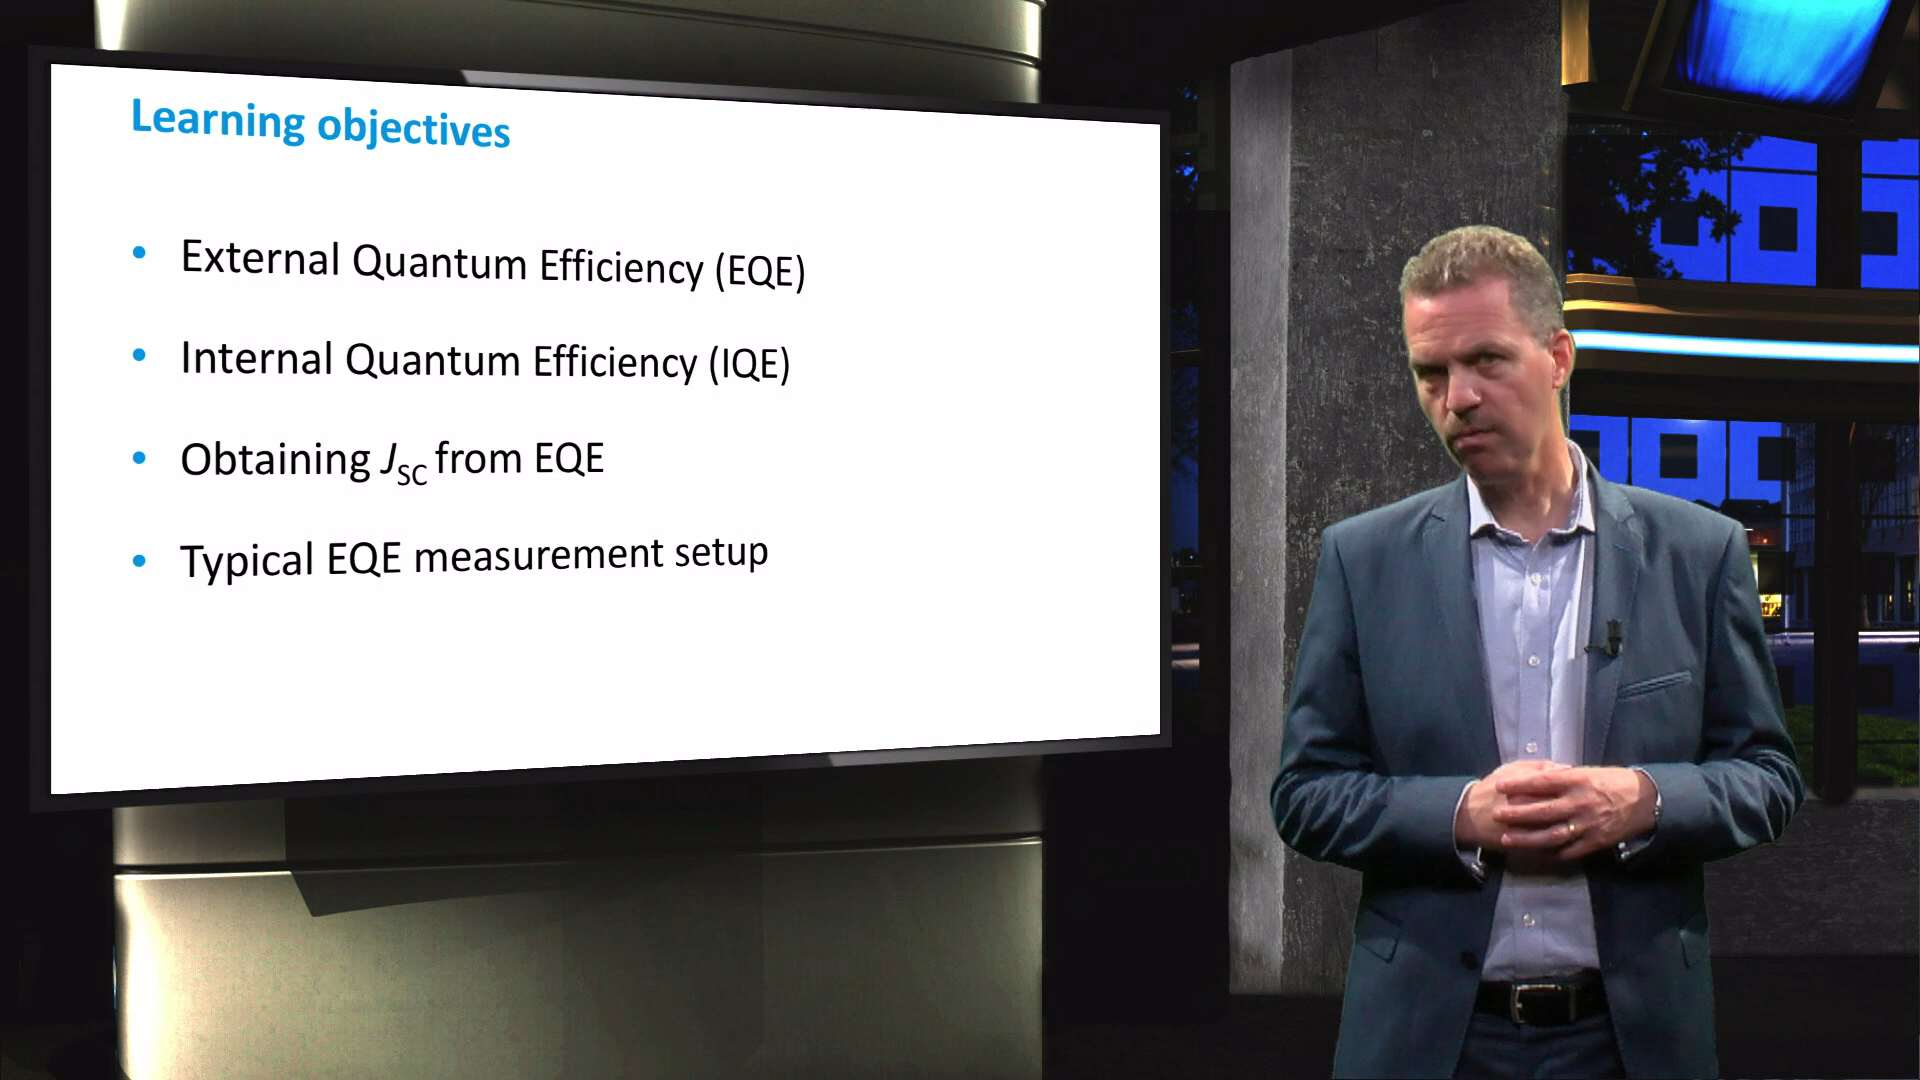 Learning objectives
• External Quantum Efficiency (EQE)
• Internal Quantum Efficiency (IQE)
• Obtaining JSC from EQE
• Typical EQE measurement setup